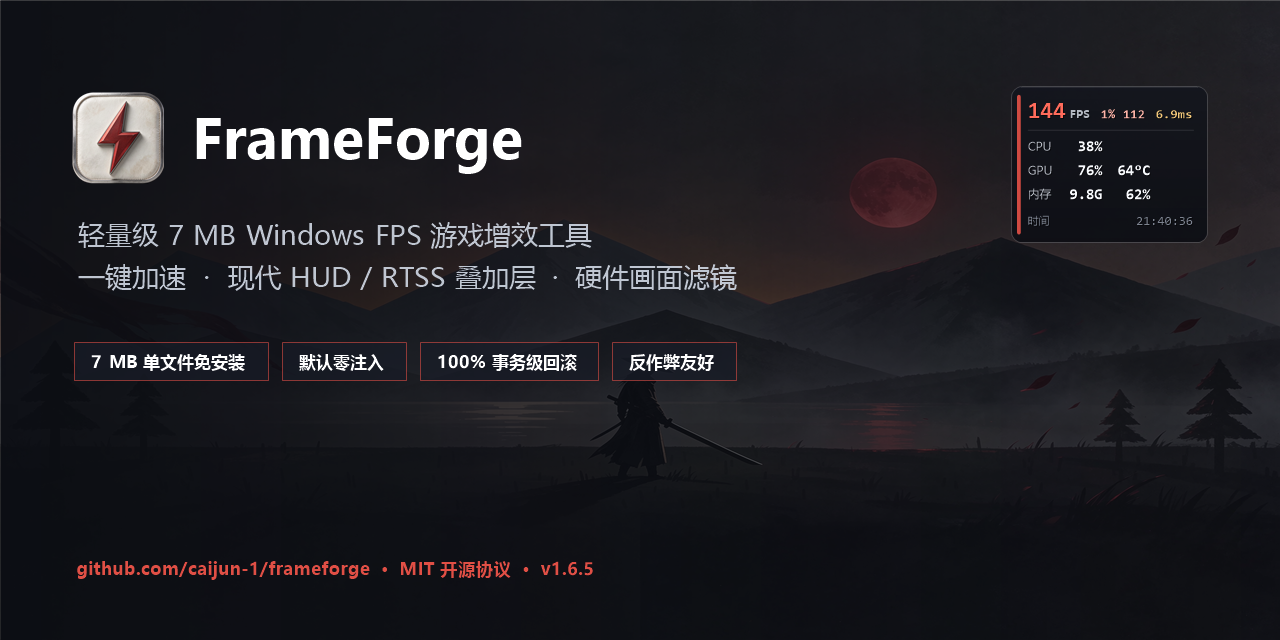 FrameForge
轻量级 7 MB Windows FPS 游戏增效工具
一键加速 · 现代 HUD / RTSS 叠加层 · 硬件画面滤镜
7 MB 单文件免安装
默认零注入
100% 事务级回滚
反作弊友好
144 FPS 1% 112 6.9ms
CPU 38%
GPU 76% 64°C
内存 9.8G 62%
时间 21:40:36
github.com/caijun-1/frameforge • MIT 开源协议 • v1.6.5